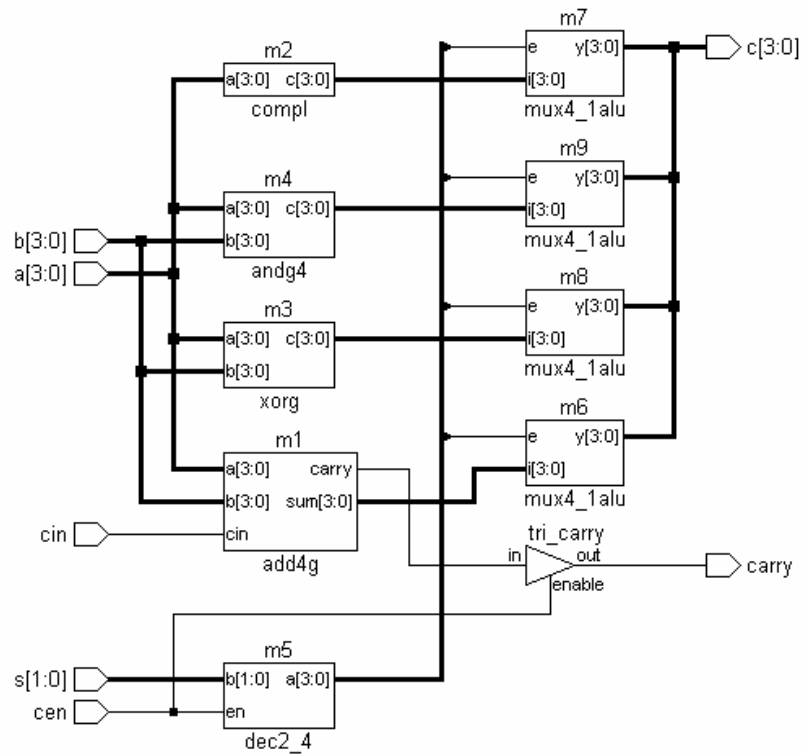 m7
e y[3:0]
i[3:0]
mux4_1alu
c[3:0]
m2
a[3:0] c[3:0]
compl
m9
e y[3:0]
i[3:0]
mux4_1alu
m4
a[3:0] c[3:0]
b[3:0]
andg4
b[3:0]
a[3:0]
m8
e y[3:0]
i[3:0]
mux4_1alu
m3
a[3:0] c[3:0]
b[3:0]
xorg
m6
e y[3:0]
i[3:0]
mux4_1alu
m1
a[3:0] carry
b[3:0] sum[3:0]
cin
add4g
cin
tri_carry
in out
enable
carry
m5
b[1:0] a[3:0]
en
dec2_4
s[1:0]
cen